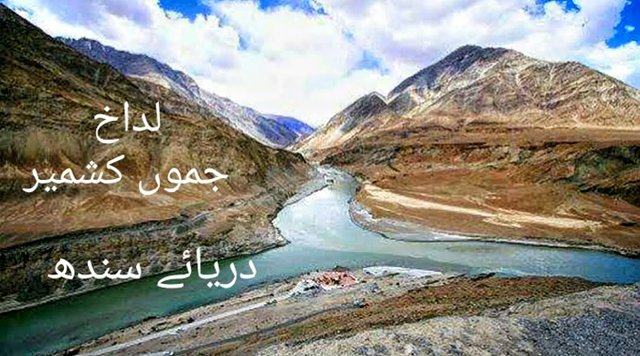 لداخ
جموں کشمیر
دریائے سندھ